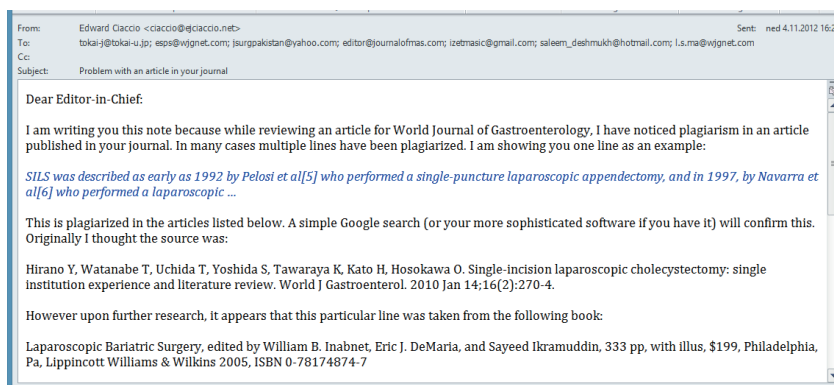 From: Edward Ciaccio <ciaccio@ejciaccio.net> Sent: ned 4.11.2012 16:2
To: tokai-j@tokai-u.jp; esps@wjgnet.com; jsurgpakistan@yahoo.com; editor@journalofmas.com; izetmasic@gmail.com; saleem_deshmukh@hotmail.com; l.s.ma@wjgnet.com
Cc:
Subject: Problem with an article in your journal
Dear Editor-in-Chief:
I am writing you this note because while reviewing an article for World Journal of Gastroenterology, I have noticed plagiarism in an article
published in your journal. In many cases multiple lines have been plagiarized. I am showing you one line as an example:
SILS was described as early as 1992 by Pelosi et al[5] who performed a single-puncture laparoscopic appendectomy, and in 1997, by Navarra et
al[6] who performed a laparoscopic ...
This is plagiarized in the articles listed below. A simple Google search (or your more sophisticated software if you have it) will confirm this.
Originally I thought the source was:
Hirano Y, Watanabe T, Uchida T, Yoshida S, Tawaraya K, Kato H, Hosokawa O. Single-incision laparoscopic cholecystectomy: single
institution experience and literature review. World J Gastroenterol. 2010 Jan 14;16(2):270-4.
However upon further research, it appears that this particular line was taken from the following book:
Laparoscopic Bariatric Surgery, edited by William B. Inabnet, Eric J. DeMaria, and Sayeed Ikramuddin, 333 pp, with illus, $199, Philadelphia,
Pa, Lippincott Williams & Wilkins 2005, ISBN 0-78174874-7